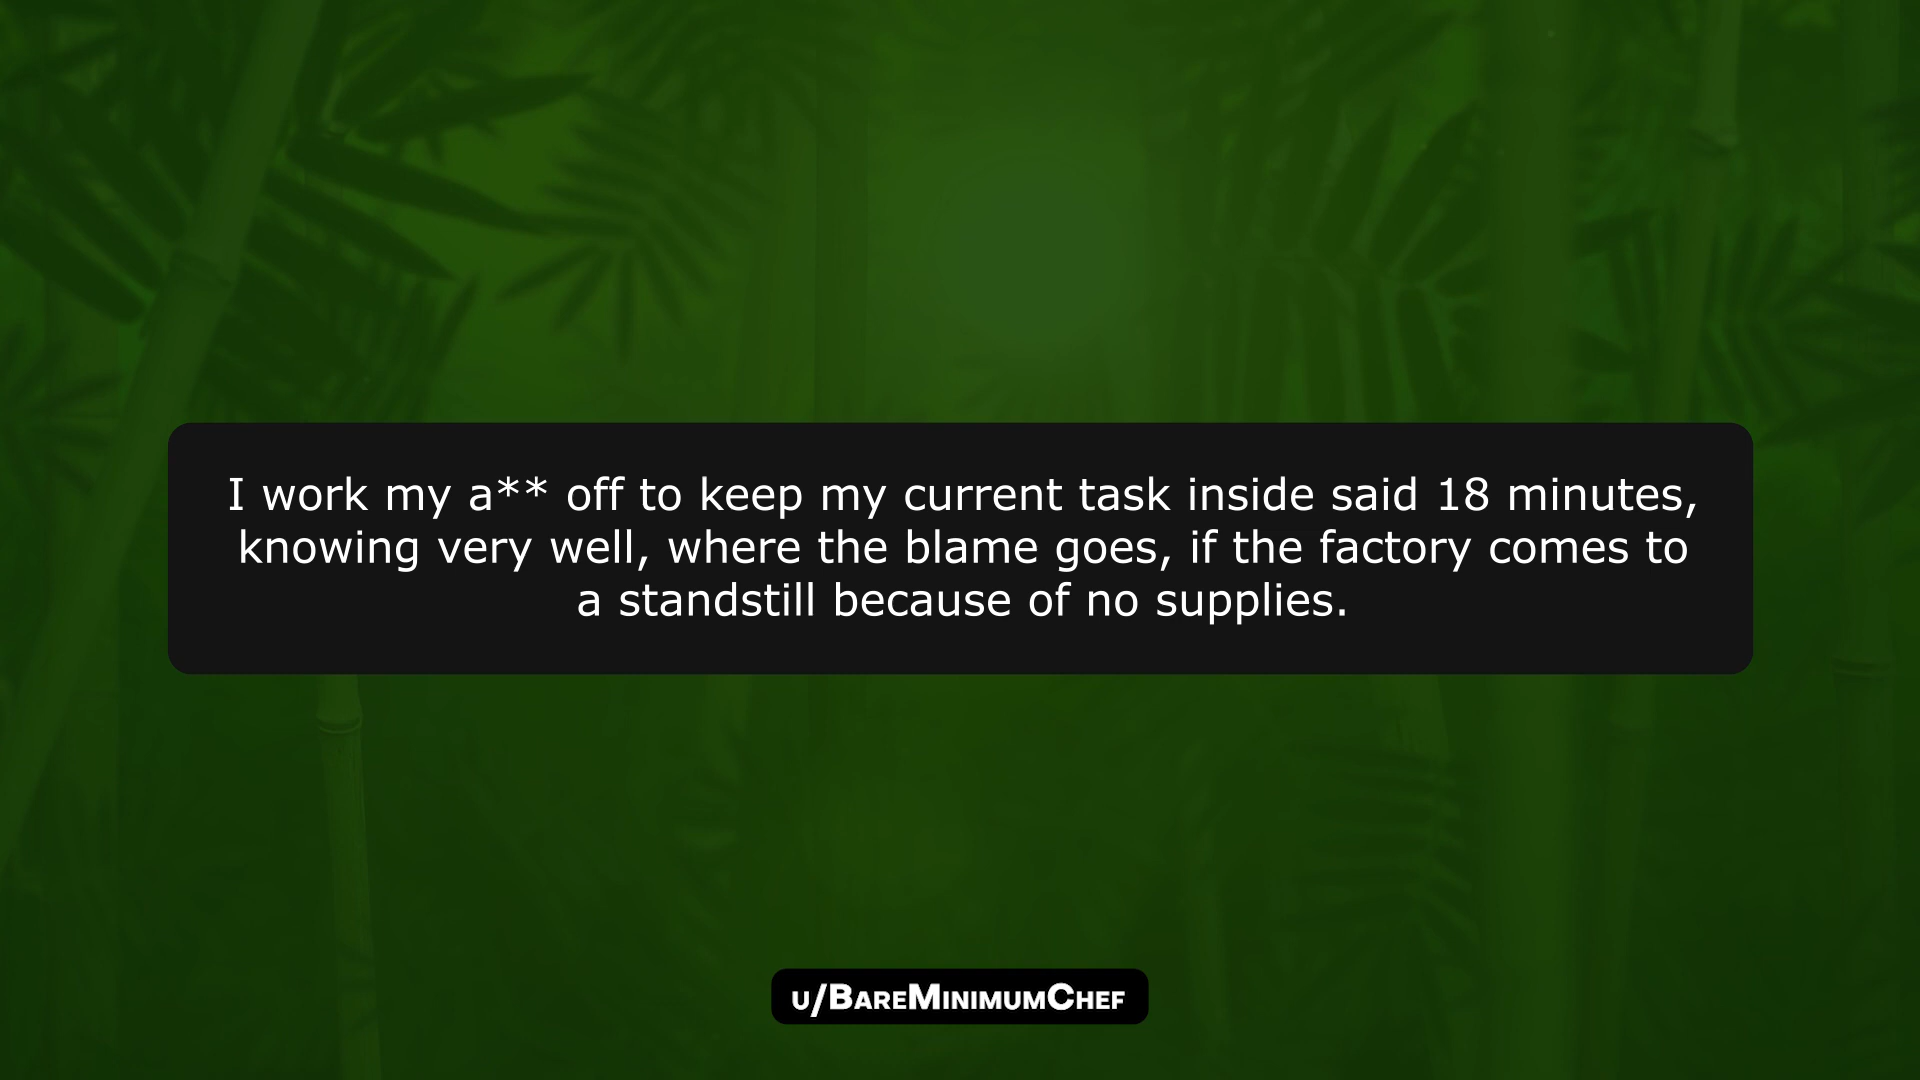 I work my a** off to keep my current task inside said 18 minutes,
knowing very well, where the blame goes, if the factory comes to
a standstill because of no supplies.
u/BareMinimumChef